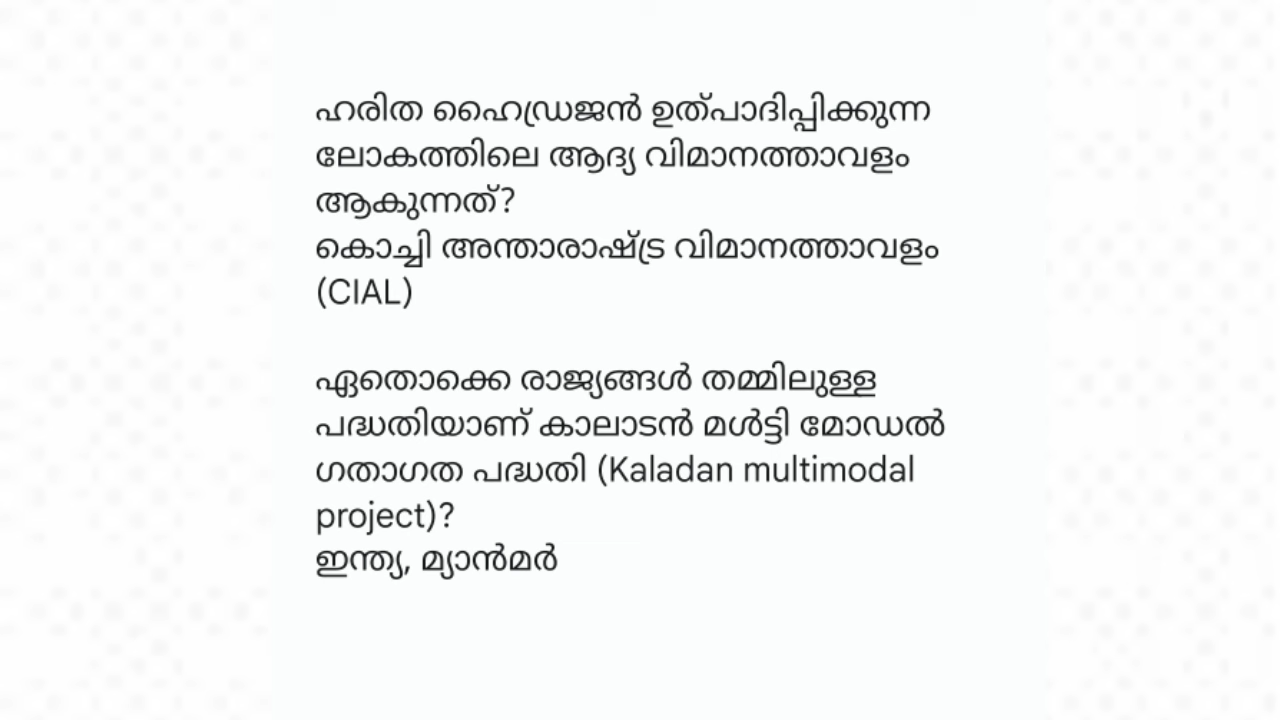 ഹരിത ഹൈഡ്രജൻ ഉത്പാദിപ്പിക്കുന്ന
ലോകത്തിലെ ആദ്യ വിമാനത്താവളം
ആകുന്നത്?
കൊച്ചി അന്താരാഷ്ട്ര വിമാനത്താവളം
(CIAL)
ഏതൊക്കെ രാജ്യങ്ങൾ തമ്മിലുള്ള
പദ്ധതിയാണ് കാലാടൻ മൾട്ടി മോഡൽ
ഗതാഗത പദ്ധതി (Kaladan multimodal
project)?
ഇന്ത്യ, മ്യാൻമർ